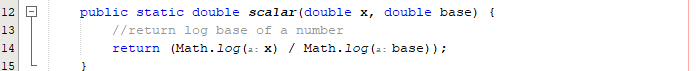 12 public static double scalar(double x, double base) {
13 //return log base of a number
14 return (Math.log(a: x) / Math.log(a: base));
15 }